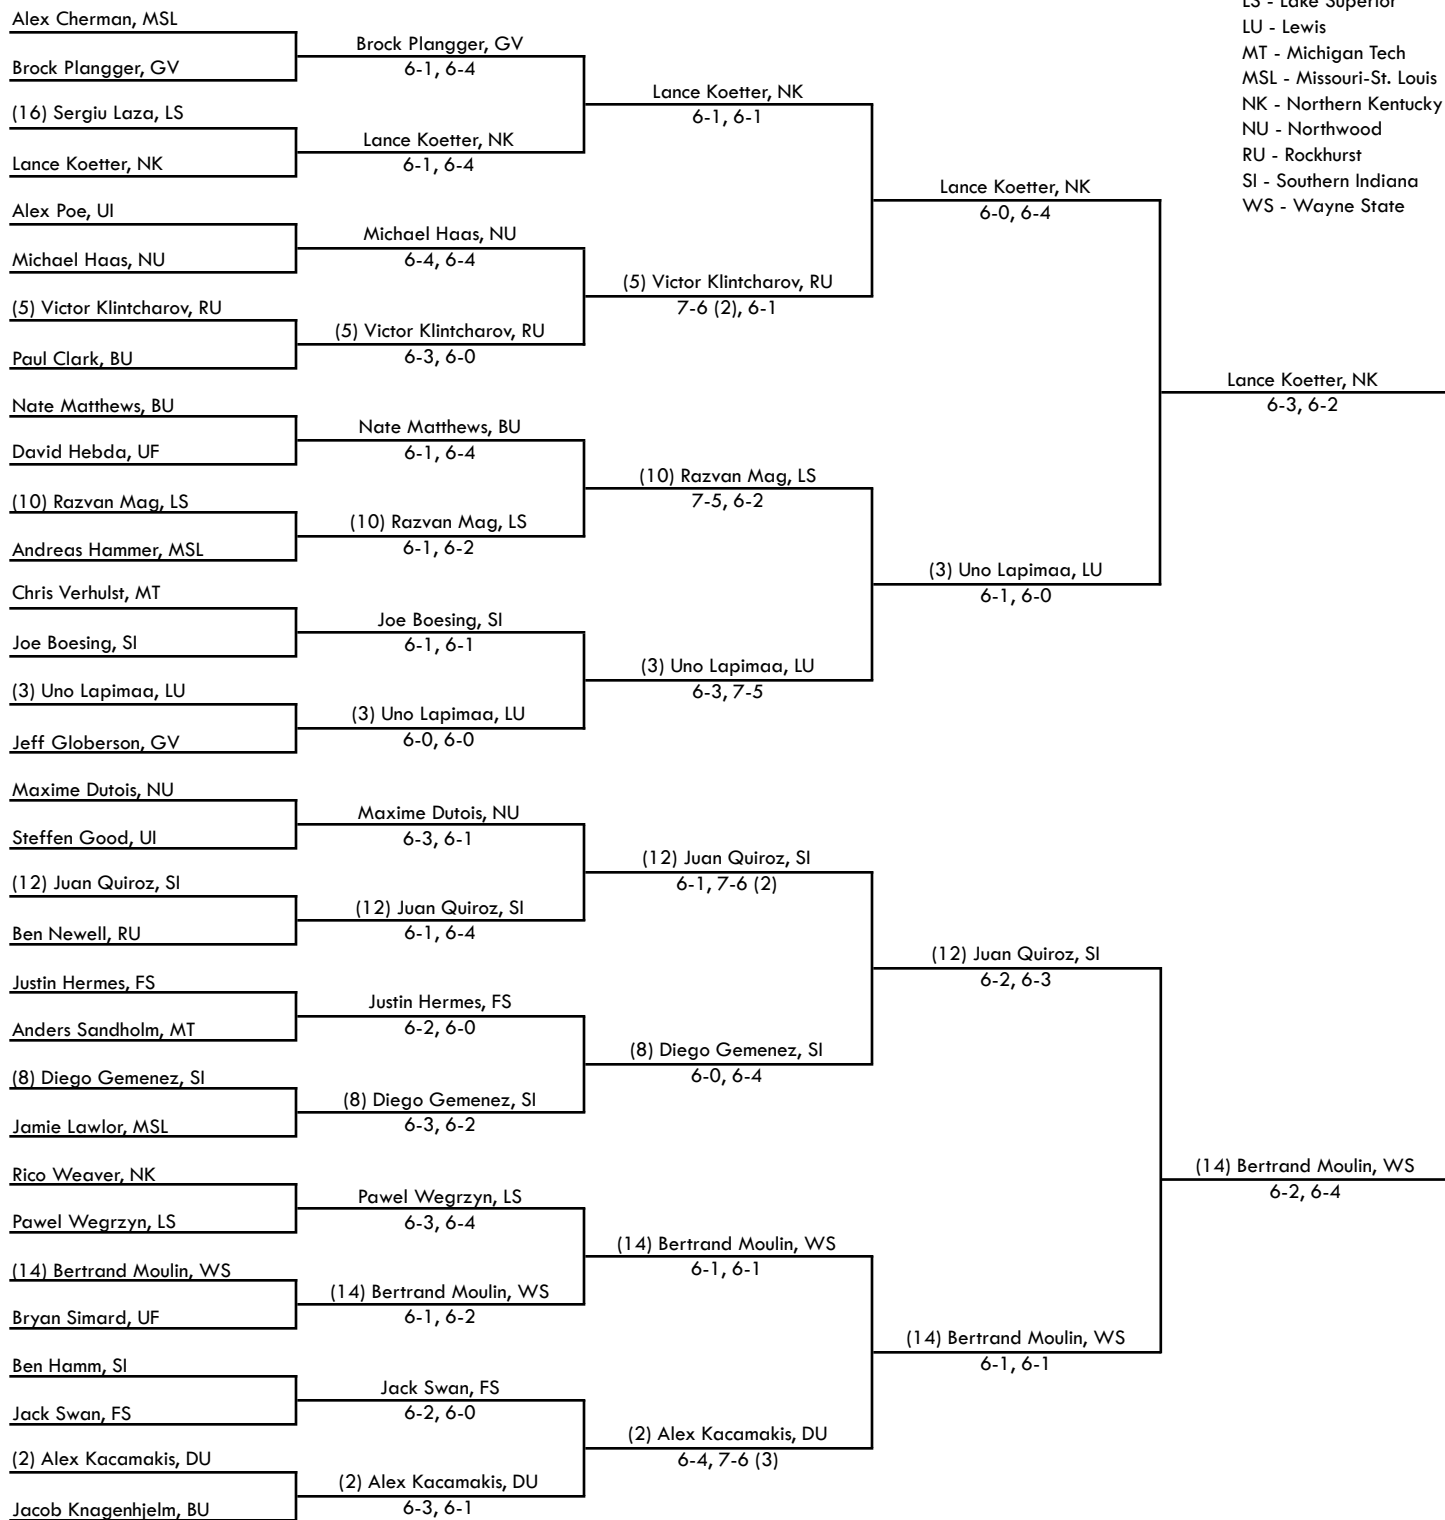 Alex Cherman, MSL
Brock Plangger, GV
(16) Sergiu Laza, LS
Lance Koetter, NK
Alex Poe, UI
Michael Haas, NU
(5) Victor Klintcharov, RU
Paul Clark, BU
Nate Matthews, BU
David Hebda, UF
(10) Razvan Mag, LS
Andreas Hammer, MSL
Chris Verhulst, MT
Joe Boesing, SI
(3) Uno Lapimaa, LU
Jeff Globerson, GV
Maxime Dutois, NU
Steffen Good, UI
(12) Juan Quiroz, SI
Ben Newell, RU
Justin Hermes, FS
Anders Sandholm, MT
(8) Diego Gemenez, SI
Jamie Lawlor, MSL
Rico Weaver, NK
Pawel Wegrzyn, LS
(14) Bertrand Moulin, WS
Bryan Simard, UF
Ben Hamm, SI
Jack Swan, FS
(2) Alex Kacamakis, DU
Jacob Knagenhjelm, BU
Brock Plangger, GV
6-1, 6-4
Lance Koetter, NK
6-1, 6-4
Michael Haas, NU
6-4, 6-4
(5) Victor Klintcharov, RU
6-3, 6-0
Nate Matthews, BU
6-1, 6-4
(10) Razvan Mag, LS
6-1, 6-2
Joe Boesing, SI
6-1, 6-1
(3) Uno Lapimaa, LU
6-0, 6-0
Maxime Dutois, NU
6-3, 6-1
(12) Juan Quiroz, SI
6-1, 6-4
Justin Hermes, FS
6-2, 6-0
(8) Diego Gemenez, SI
6-3, 6-2
Pawel Wegrzyn, LS
6-3, 6-4
(14) Bertrand Moulin, WS
6-1, 6-2
Jack Swan, FS
6-2, 6-0
(2) Alex Kacamakis, DU
6-3, 6-1
Lance Koetter, NK
6-1, 6-1
(5) Victor Klintcharov, RU
7-6 (2), 6-1
(10) Razvan Mag, LS
7-5, 6-2
(3) Uno Lapimaa, LU
6-3, 7-5
(12) Juan Quiroz, SI
6-1, 7-6 (2)
(8) Diego Gemenez, SI
6-0, 6-4
(14) Bertrand Moulin, WS
6-1, 6-1
(2) Alex Kacamakis, DU
6-4, 7-6 (3)
Lance Koetter, NK
6-0, 6-4
(3) Uno Lapimaa, LU
6-1, 6-0
(12) Juan Quiroz, SI
6-2, 6-3
(14) Bertrand Moulin, WS
6-1, 6-1
Lance Koetter, NK
6-3, 6-2
(14) Bertrand Moulin, WS
6-2, 6-4
LS - Lake Superior
LU - Lewis
MT - Michigan Tech
MSL - Missouri-St. Louis
NK - Northern Kentucky
NU - Northwood
RU - Rockhurst
SI - Southern Indiana
WS - Wayne State